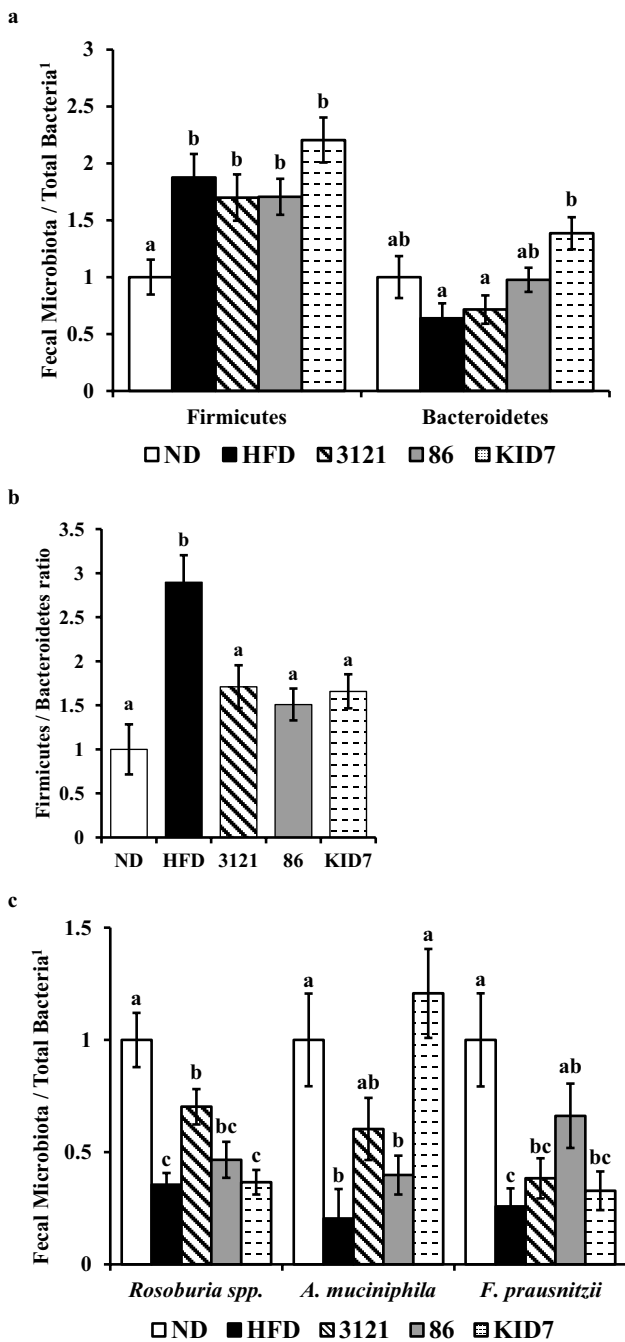 a
Fecal Microbiota / Total Bacteria¹
3
2.5
2
1.5
1
0.5
0
a b b b b
ab a a ab b
Firmicutes Bacteroidetes
ND HFD 3121 86 KID7
b
Firmicutes / Bacteroidetes ratio
3.5
3
2.5
2
1.5
1
0.5
0
a b a a a
ND HFD 3121 86 KID7
c
Fecal Microbiota / Total Bacteria¹
1.5
1
0.5
0
a c b bc c
a b ab b a
a c bc ab bc
Rosoburia spp. A. muciniphila F. prausnitzii
ND HFD 3121 86 KID7